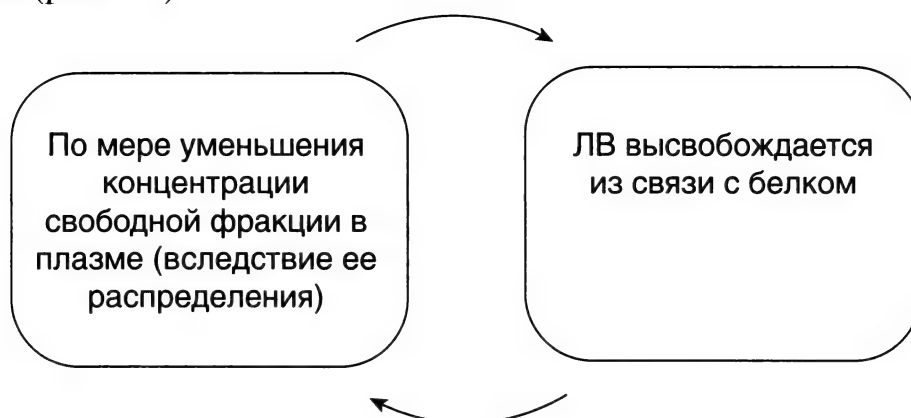 По мере уменьшения
концентрации
свободной фракции в
плазме (вследствие ее
распределения)
ЛВ высвобождается
из связи с белком